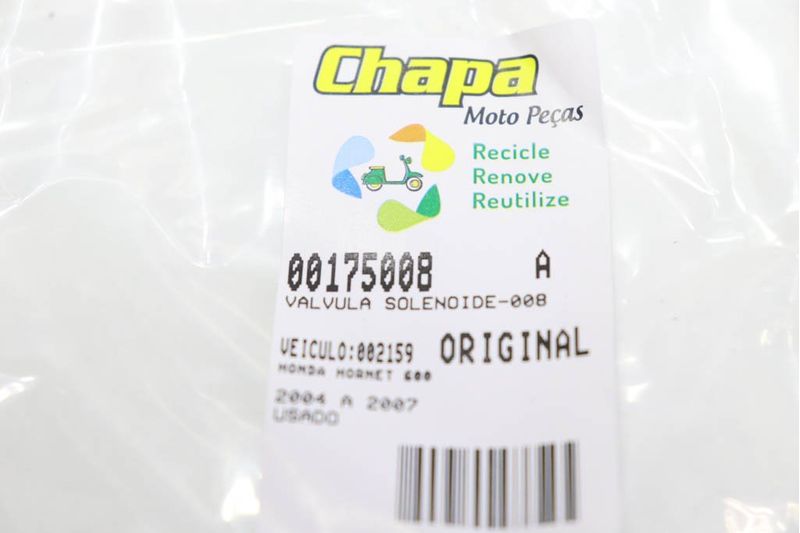 Chapa
Moto Peças
Recicle
Renove
Reutilize
00175008 A
VALVULA SOLENOIDE-008
VEICULO:002159 ORIGINAL
HONDA HORNET 600
2004 A 2007
USADO